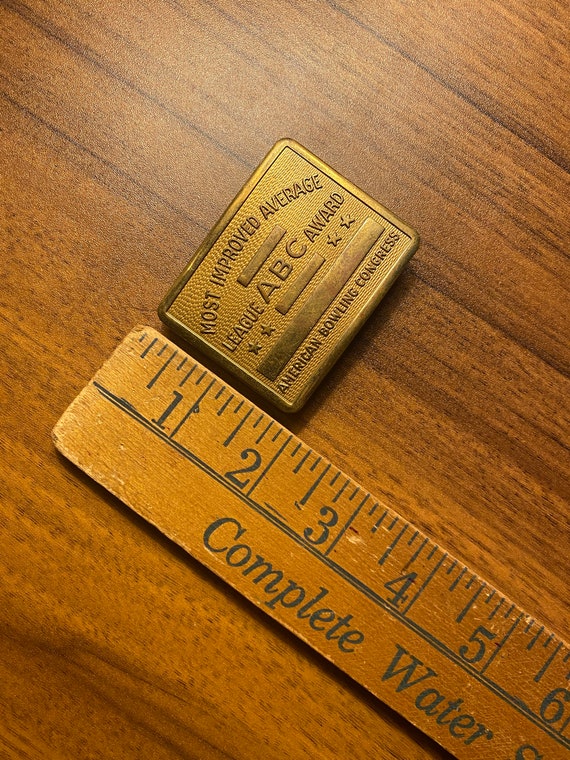 MOST IMPROVED AVERAGE
LEAGUE ABC AWARD
AMERICAN BOWLING CONGRESS
1 2 3 4 5 6
Complete Water S